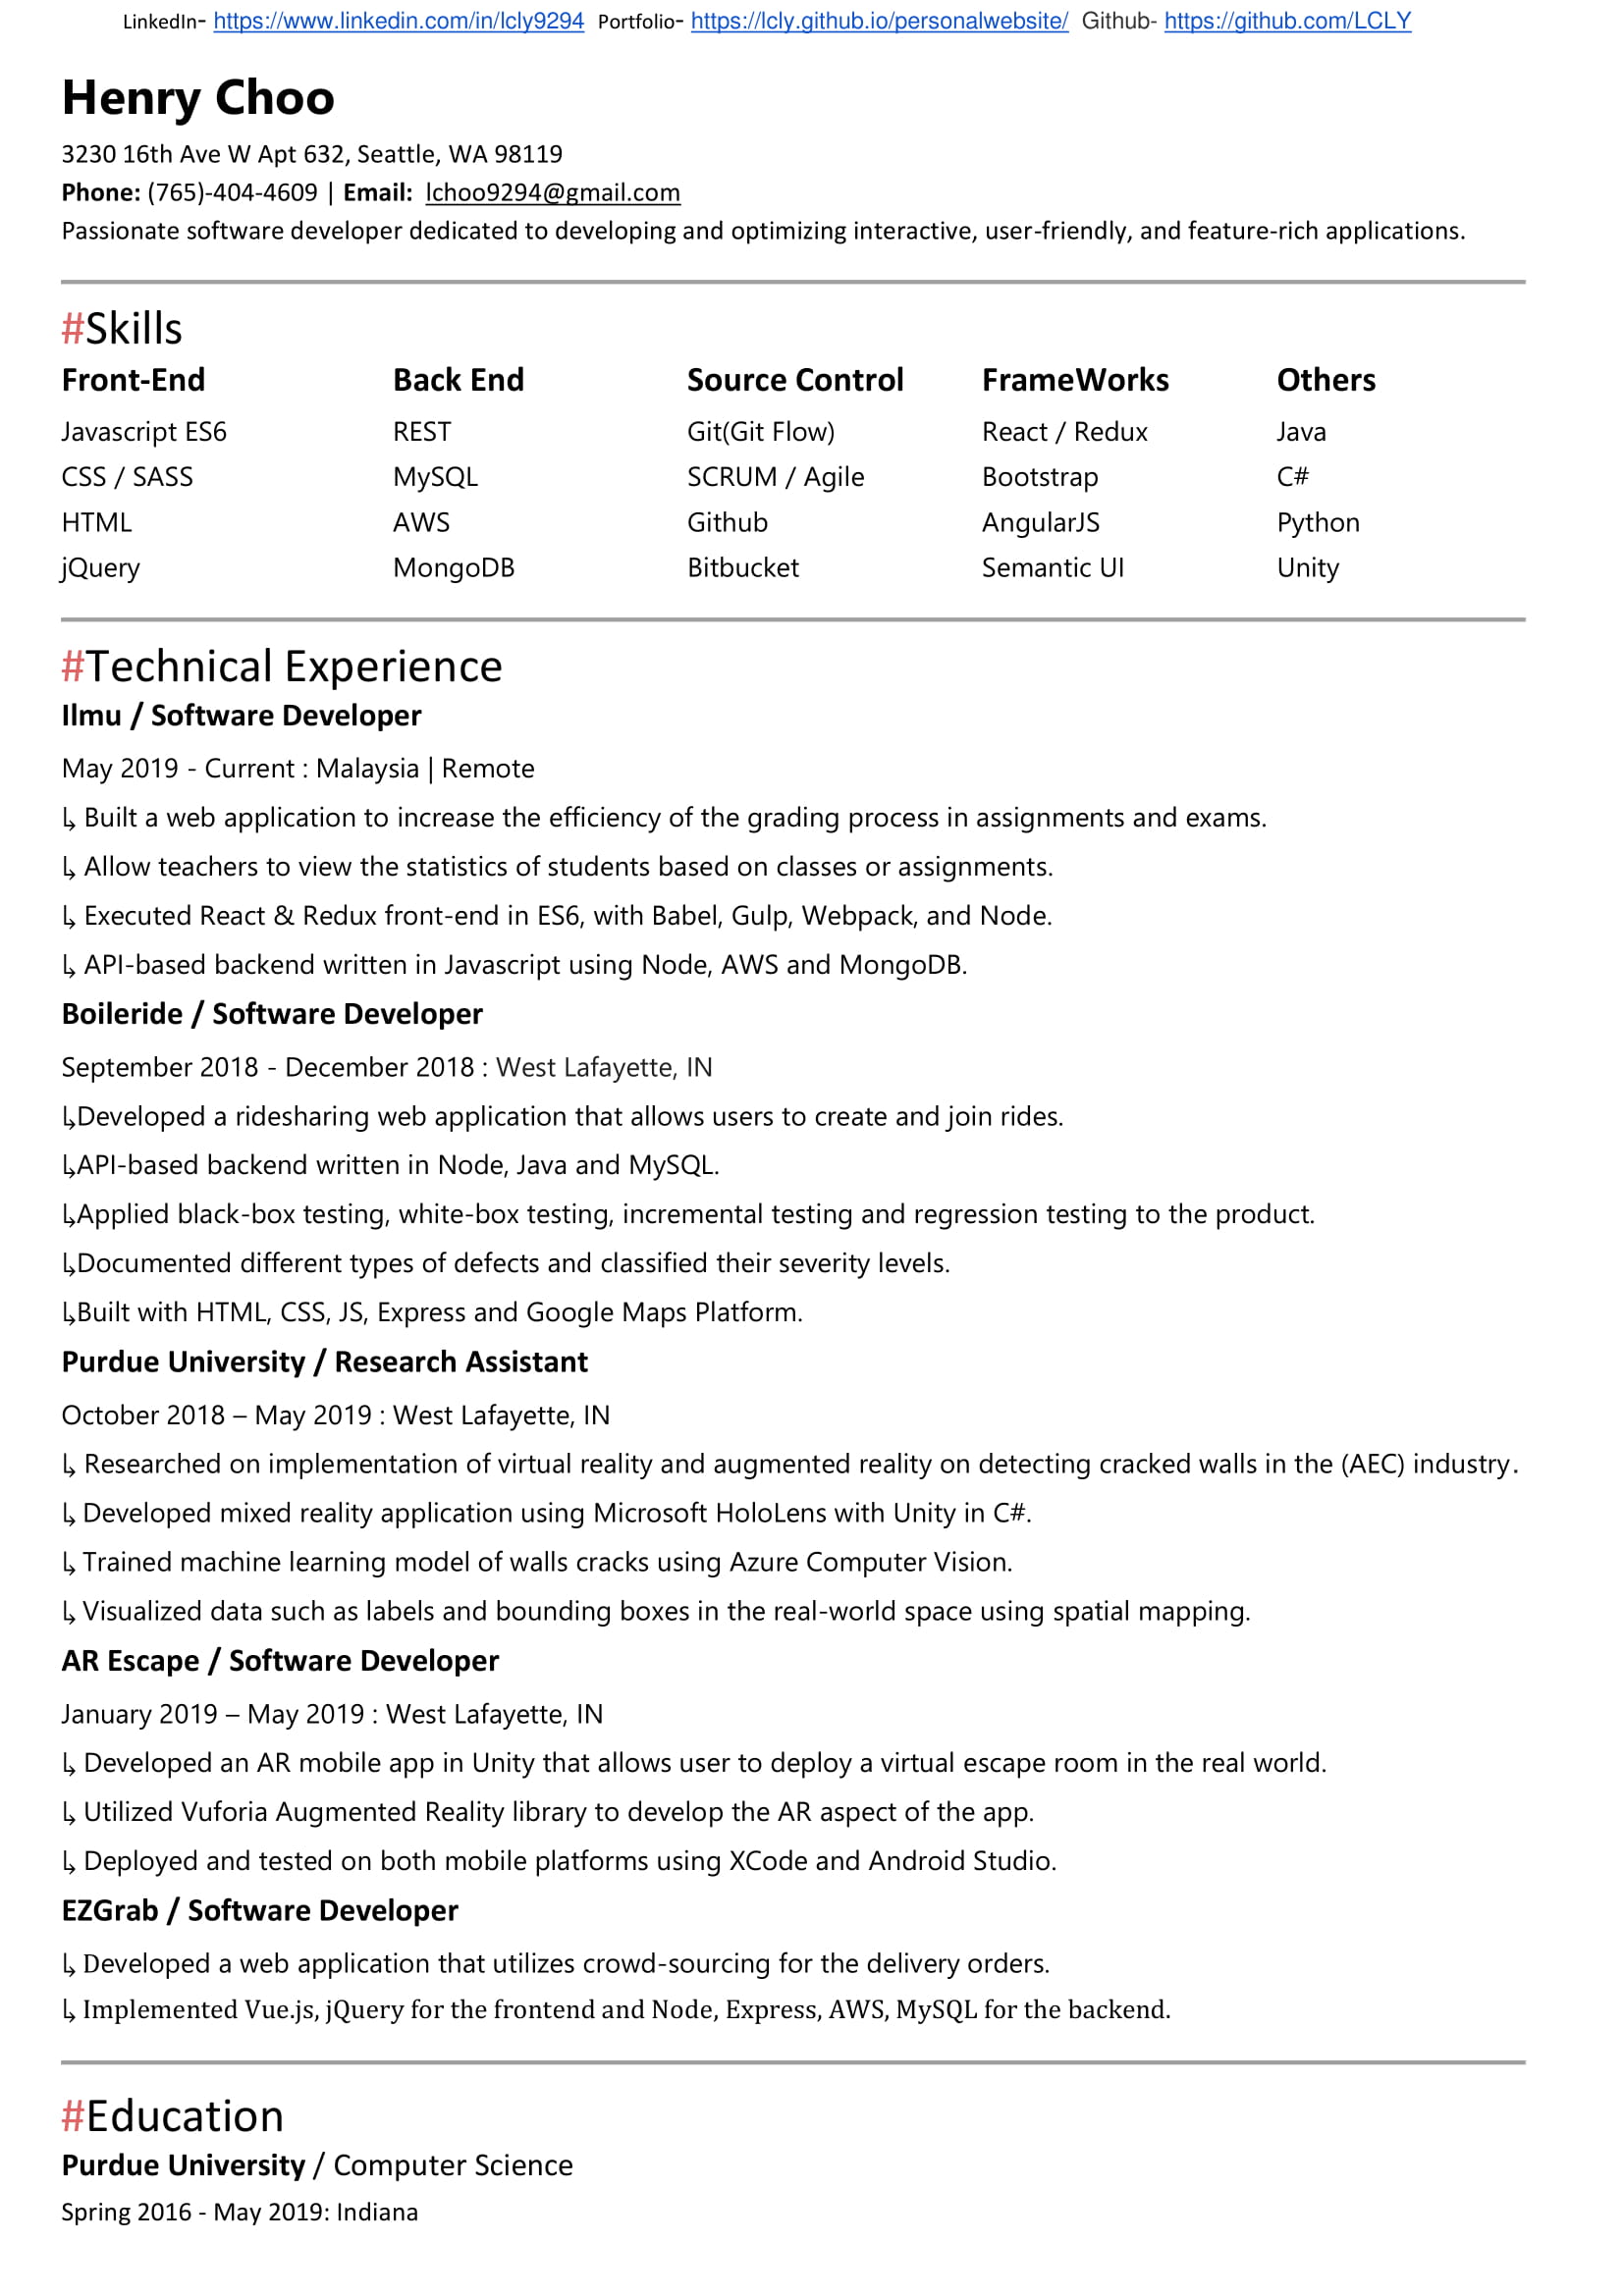 LinkedIn- https://www.linkedin.com/in/lcly9294 Portfolio- https://lcly.github.io/personalwebsite/ Github- https://github.com/LCLY
Henry Choo
3230 16th Ave W Apt 632, Seattle, WA 98119
Phone: (765)-404-4609 | Email: lchoo9294@gmail.com
Passionate software developer dedicated to developing and optimizing interactive, user-friendly, and feature-rich applications.
#Skills
Front-End Back End Source Control FrameWorks Others
Javascript ES6 REST Git(Git Flow) React / Redux Java
CSS / SASS MySQL SCRUM / Agile Bootstrap C#
HTML AWS Github AngularJS Python
jQuery MongoDB Bitbucket Semantic UI Unity
#Technical Experience
Ilmu / Software Developer
May 2019 - Current : Malaysia | Remote
↳ Built a web application to increase the efficiency of the grading process in assignments and exams.
↳ Allow teachers to view the statistics of students based on classes or assignments.
↳ Executed React & Redux front-end in ES6, with Babel, Gulp, Webpack, and Node.
↳ API-based backend written in Javascript using Node, AWS and MongoDB.
Boileride / Software Developer
September 2018 - December 2018 : West Lafayette, IN
↳Developed a ridesharing web application that allows users to create and join rides.
↳API-based backend written in Node, Java and MySQL.
↳Applied black-box testing, white-box testing, incremental testing and regression testing to the product.
↳Documented different types of defects and classified their severity levels.
↳Built with HTML, CSS, JS, Express and Google Maps Platform.
Purdue University / Research Assistant
October 2018 – May 2019 : West Lafayette, IN
↳ Researched on implementation of virtual reality and augmented reality on detecting cracked walls in the (AEC) industry.
↳ Developed mixed reality application using Microsoft HoloLens with Unity in C#.
↳ Trained machine learning model of walls cracks using Azure Computer Vision.
↳ Visualized data such as labels and bounding boxes in the real-world space using spatial mapping.
AR Escape / Software Developer
January 2019 – May 2019 : West Lafayette, IN
↳ Developed an AR mobile app in Unity that allows user to deploy a virtual escape room in the real world.
↳ Utilized Vuforia Augmented Reality library to develop the AR aspect of the app.
↳ Deployed and tested on both mobile platforms using XCode and Android Studio.
EZGrab / Software Developer
↳ Developed a web application that utilizes crowd-sourcing for the delivery orders.
↳ Implemented Vue.js, jQuery for the frontend and Node, Express, AWS, MySQL for the backend.
#Education
Purdue University / Computer Science
Spring 2016 - May 2019: Indiana